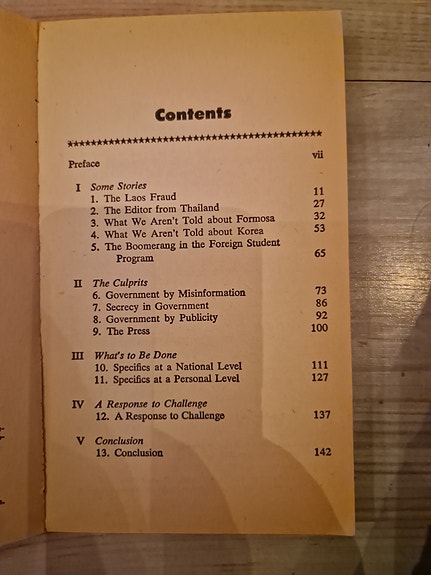 Contents
Preface vii
I Some Stories
1. The Laos Fraud 11
2. The Editor from Thailand 27
3. What We Aren't Told about Formosa 32
4. What We Aren't Told about Korea 53
5. The Boomerang in the Foreign Student
Program 65
II The Culprits
6. Government by Misinformation 73
7. Secrecy in Government 86
8. Government by Publicity 92
9. The Press 100
III What's to Be Done
10. Specifics at a National Level 111
11. Specifics at a Personal Level 127
IV A Response to Challenge
12. A Response to Challenge 137
V Conclusion
13. Conclusion 142